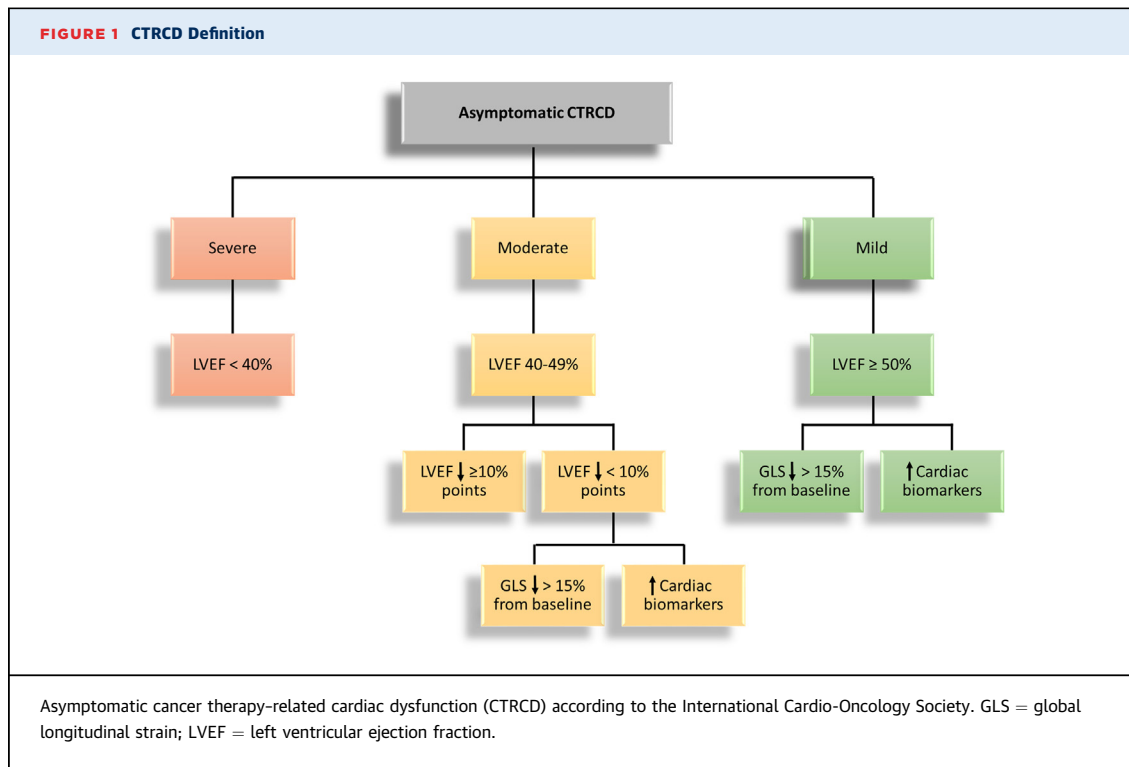 FIGURE 1 CTRCD Definition
Asymptomatic CTRCD
Severe
Moderate
Mild
LVEF < 40%
LVEF 40-49%
LVEF ≥ 50%
LVEF ↓ ≥10%
points
LVEF ↓ < 10%
points
GLS ↓ > 15%
from baseline
↑ Cardiac
biomarkers
GLS ↓ > 15%
from baseline
↑ Cardiac
biomarkers
Asymptomatic cancer therapy-related cardiac dysfunction (CTRCD) according to the International Cardio-Oncology Society. GLS = global
longitudinal strain; LVEF = left ventricular ejection fraction.